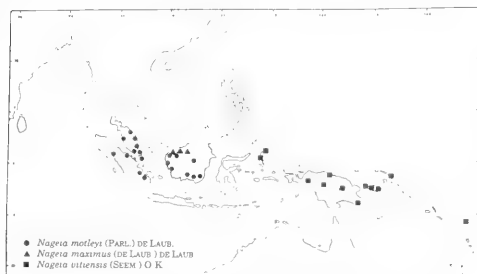 Nageia motleyi (PARL.) DE LAUB.
Nageia maximus (DE LAUB) DE LAUB
Nageia vitiensis (SEEM) O K